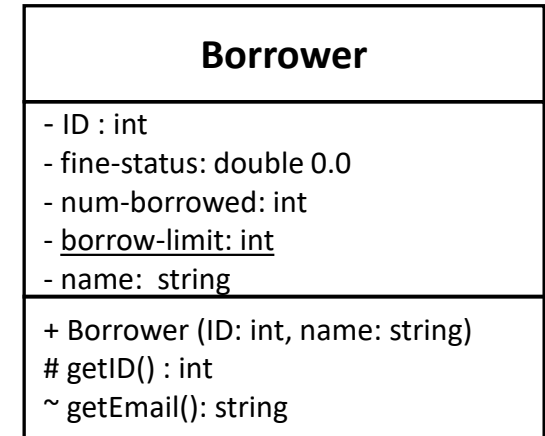 Borrower
- ID : int
- fine-status: double 0.0
- num-borrowed: int
- borrow-limit: int
- name:  string
+ Borrower (ID: int, name: string)
# getID() : int
~ getEmail(): string